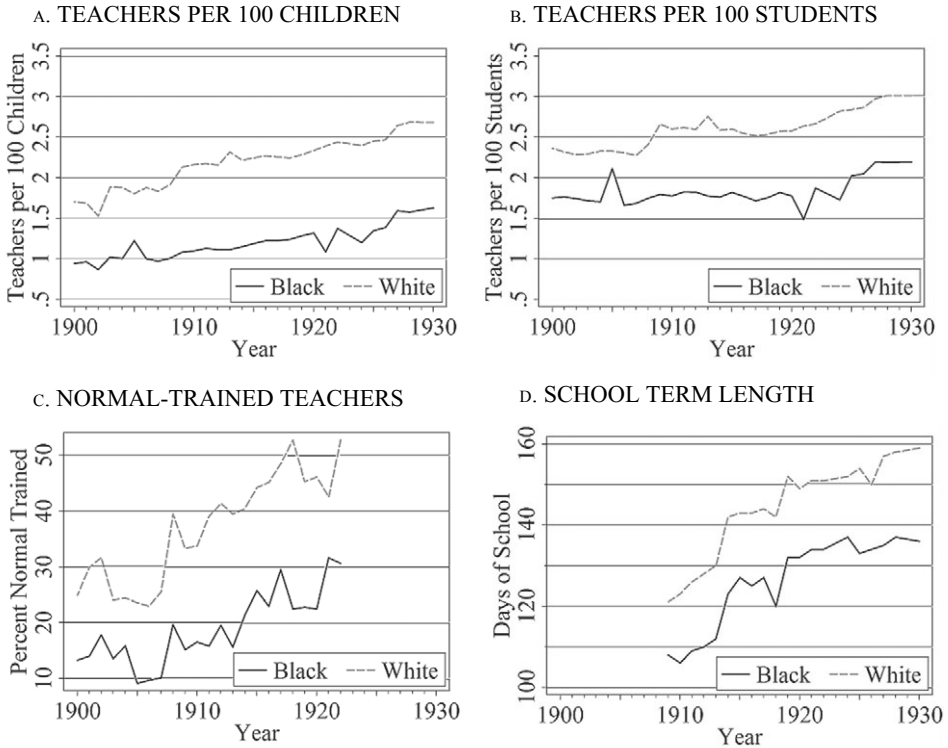 A. TEACHERS PER 100 CHILDREN
Teachers per 100 Children
3.5
3
2.5
2
1.5
1
.5
Black White
1900 1910 1920 1930
Year
B. TEACHERS PER 100 STUDENTS
Teachers per 100 Students
3.5
3
2.5
2
1.5
1
.5
Black White
1900 1910 1920 1930
Year
C. NORMAL-TRAINED TEACHERS
Percent Normal Trained
50
40
30
20
10
Black White
1900 1910 1920 1930
Year
D. SCHOOL TERM LENGTH
Days of School
160
140
120
100
Black White
1900 1910 1920 1930
Year